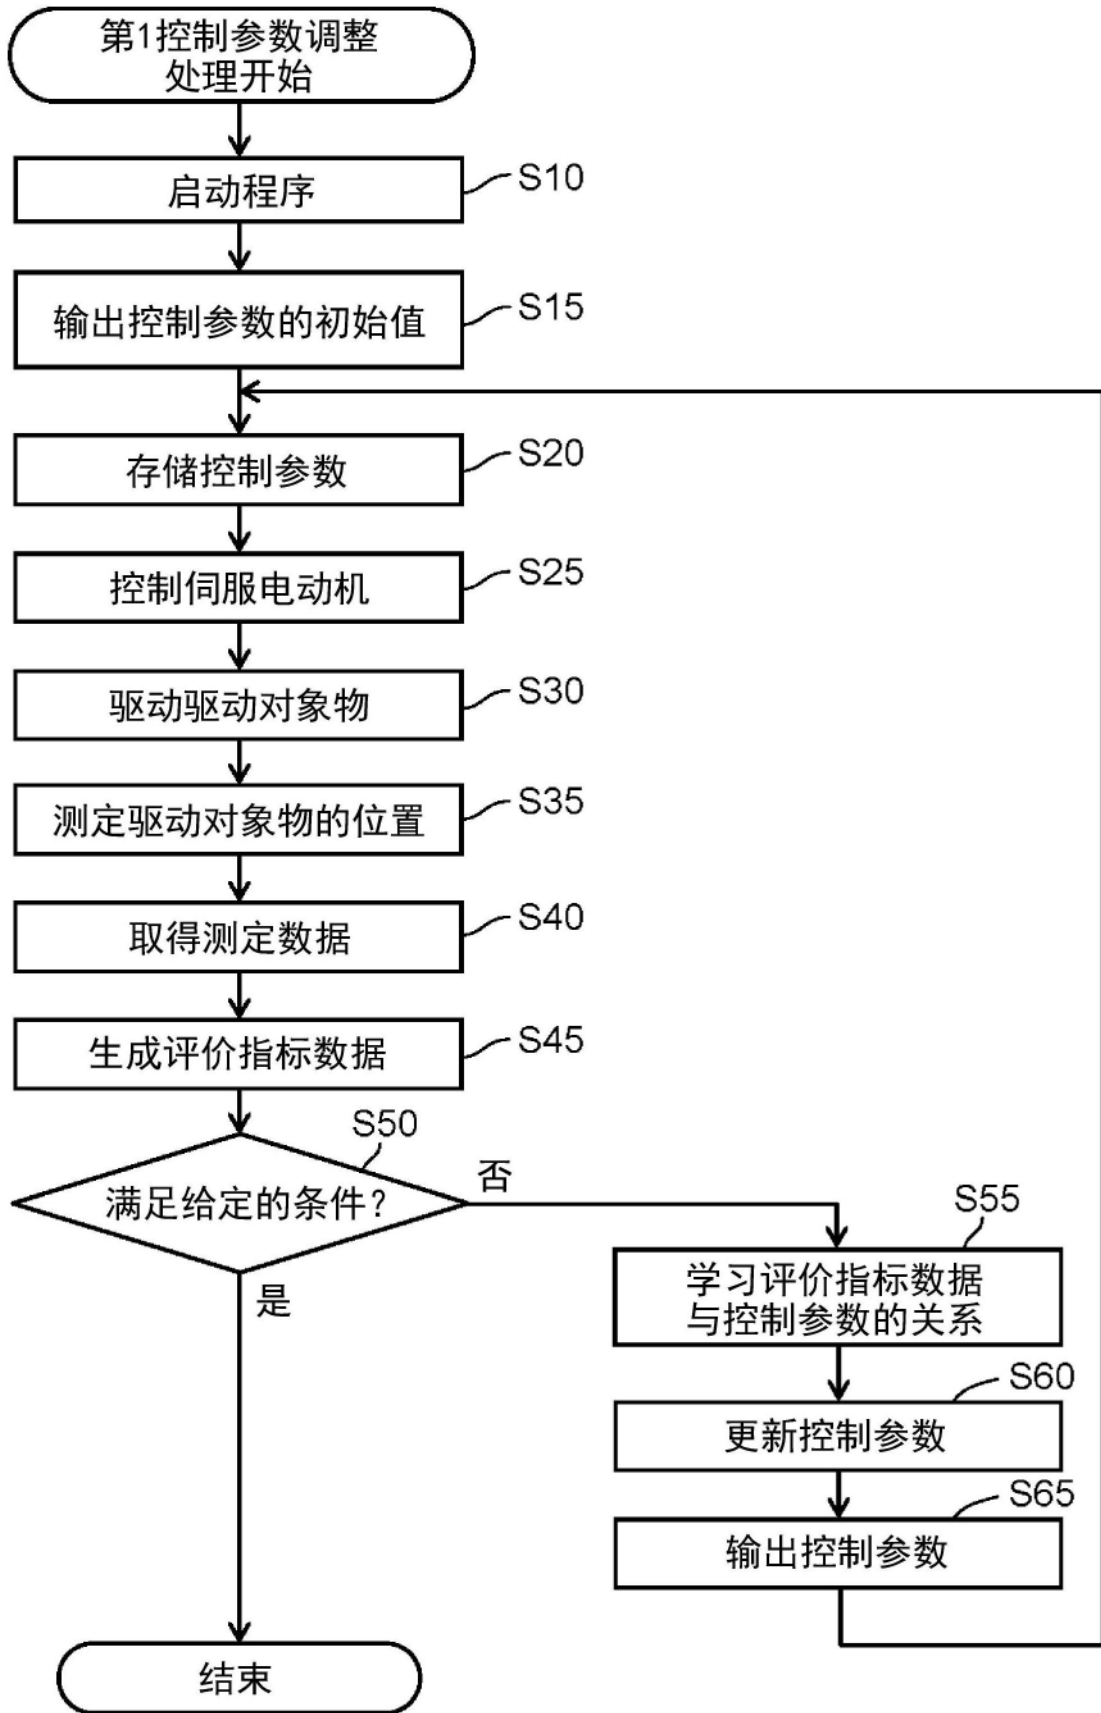 第1控制参数调整
处理开始
启动程序
S10
输出控制参数的初始值
S15
存储控制参数
S20
控制伺服电动机
S25
驱动驱动对象物
S30
测定驱动对象物的位置
S35
取得测定数据
S40
生成评价指标数据
S45
S50
满足给定的条件？
否
是
S55
学习评价指标数据
与控制参数的关系
S60
更新控制参数
S65
输出控制参数
结束